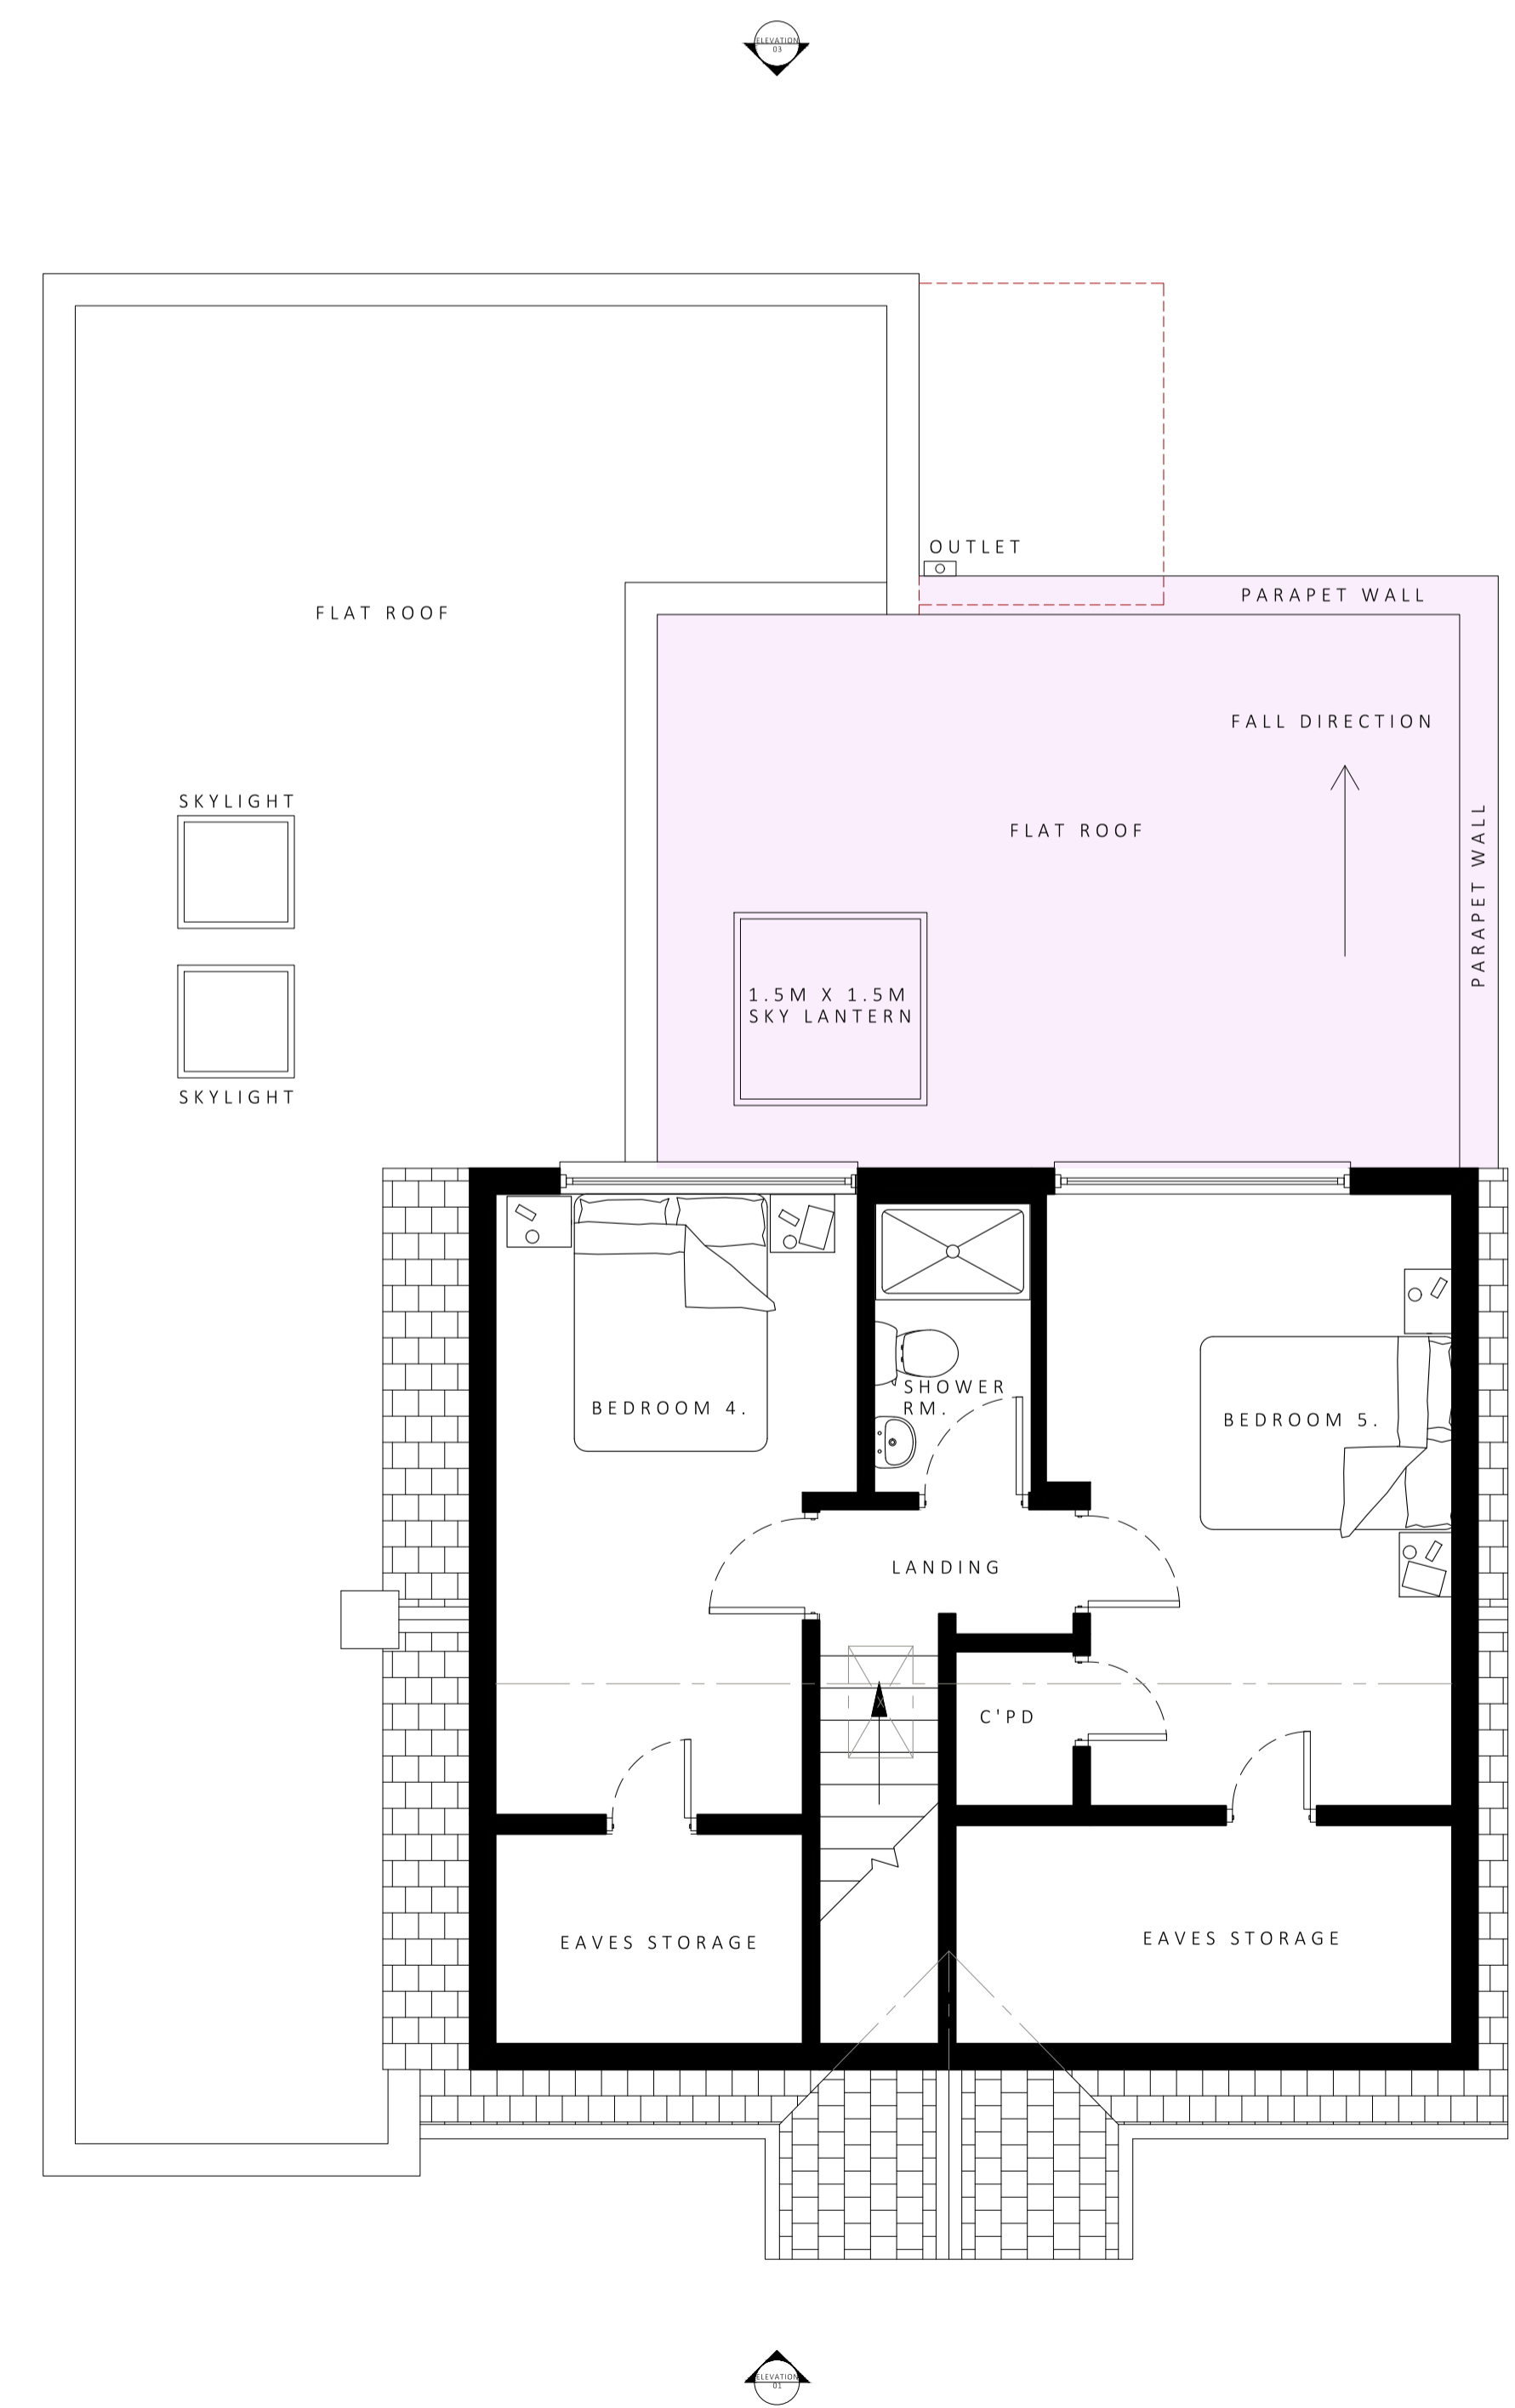 ELEVATION
03
OUTLET
PARAPET WALL
FLAT ROOF
FALL DIRECTION
SKYLIGHT
FLAT ROOF
PARAPET WALL
1.5M X 1.5M
SKY LANTERN
SKYLIGHT
SHOWER
RM.
BEDROOM 4.
BEDROOM 5.
LANDING
C'PD
EAVES STORAGE
EAVES STORAGE
ELEVATION
01